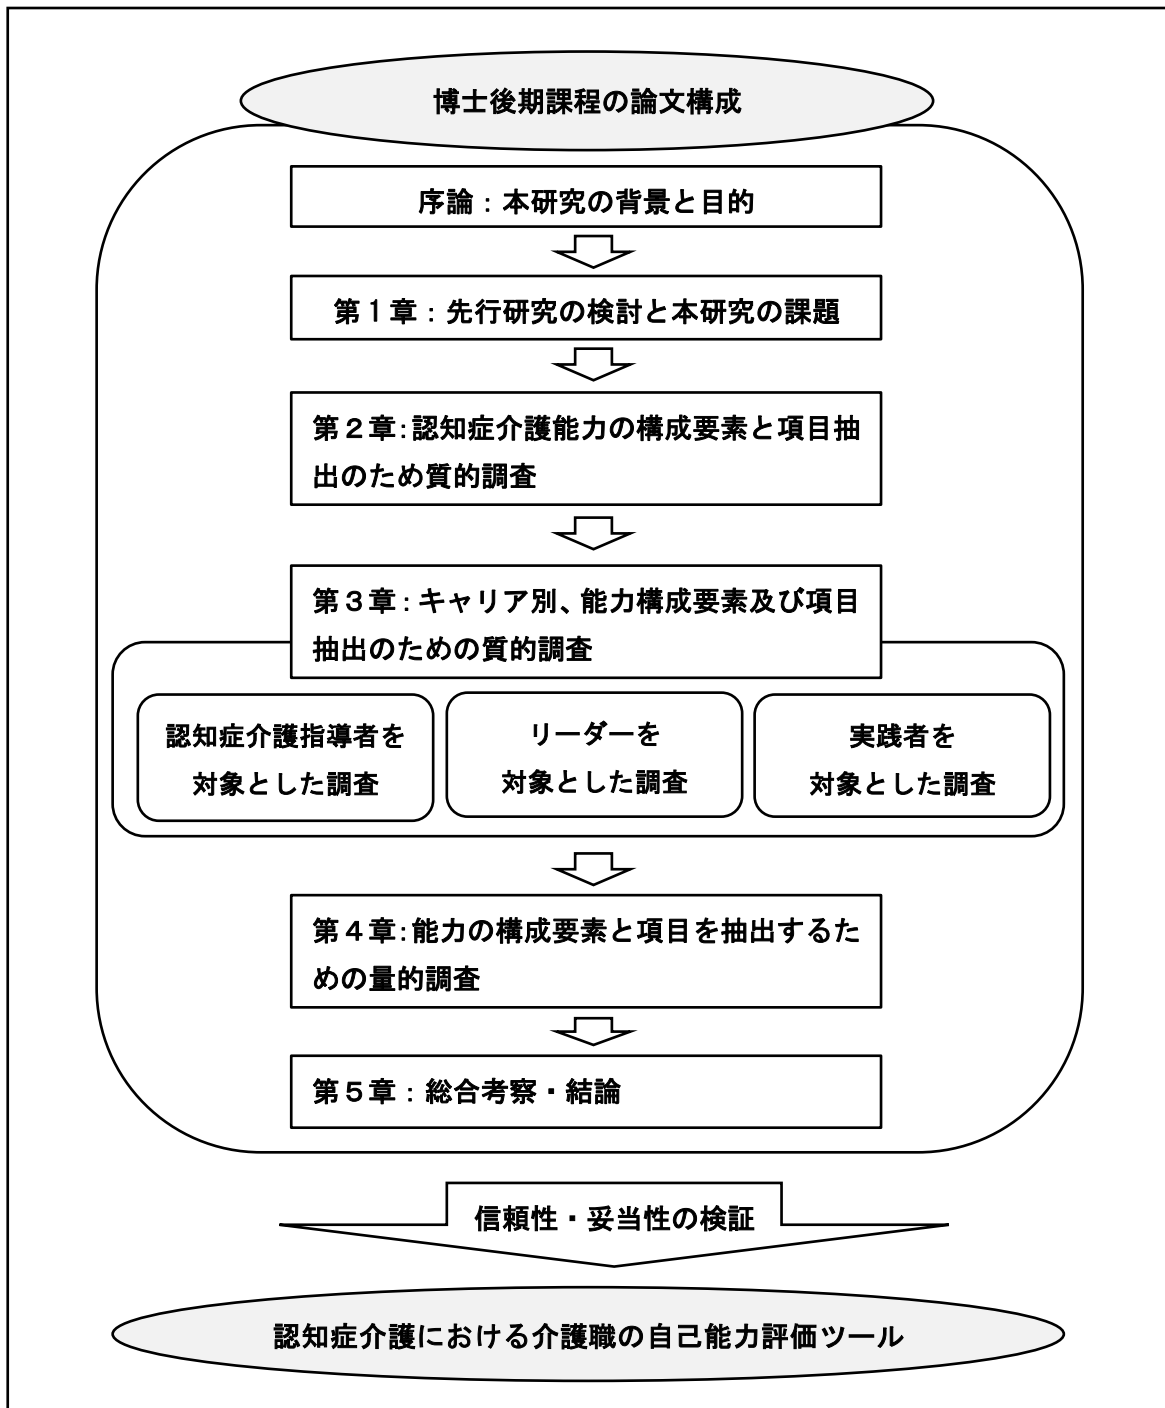 博士後期課程の論文構成
序論：本研究の背景と目的
第１章：先行研究の検討と本研究の課題
第２章：認知症介護能力の構成要素と項目抽
出のため質的調査
第３章：キャリア別、能力構成要素及び項目
抽出のための質的調査
認知症介護指導者を
対象とした調査
リーダーを
対象とした調査
実践者を
対象とした調査
第４章：能力の構成要素と項目を抽出するた
めの量的調査
第５章：総合考察・結論
信頼性・妥当性の検証
認知症介護における介護職の自己能力評価ツール